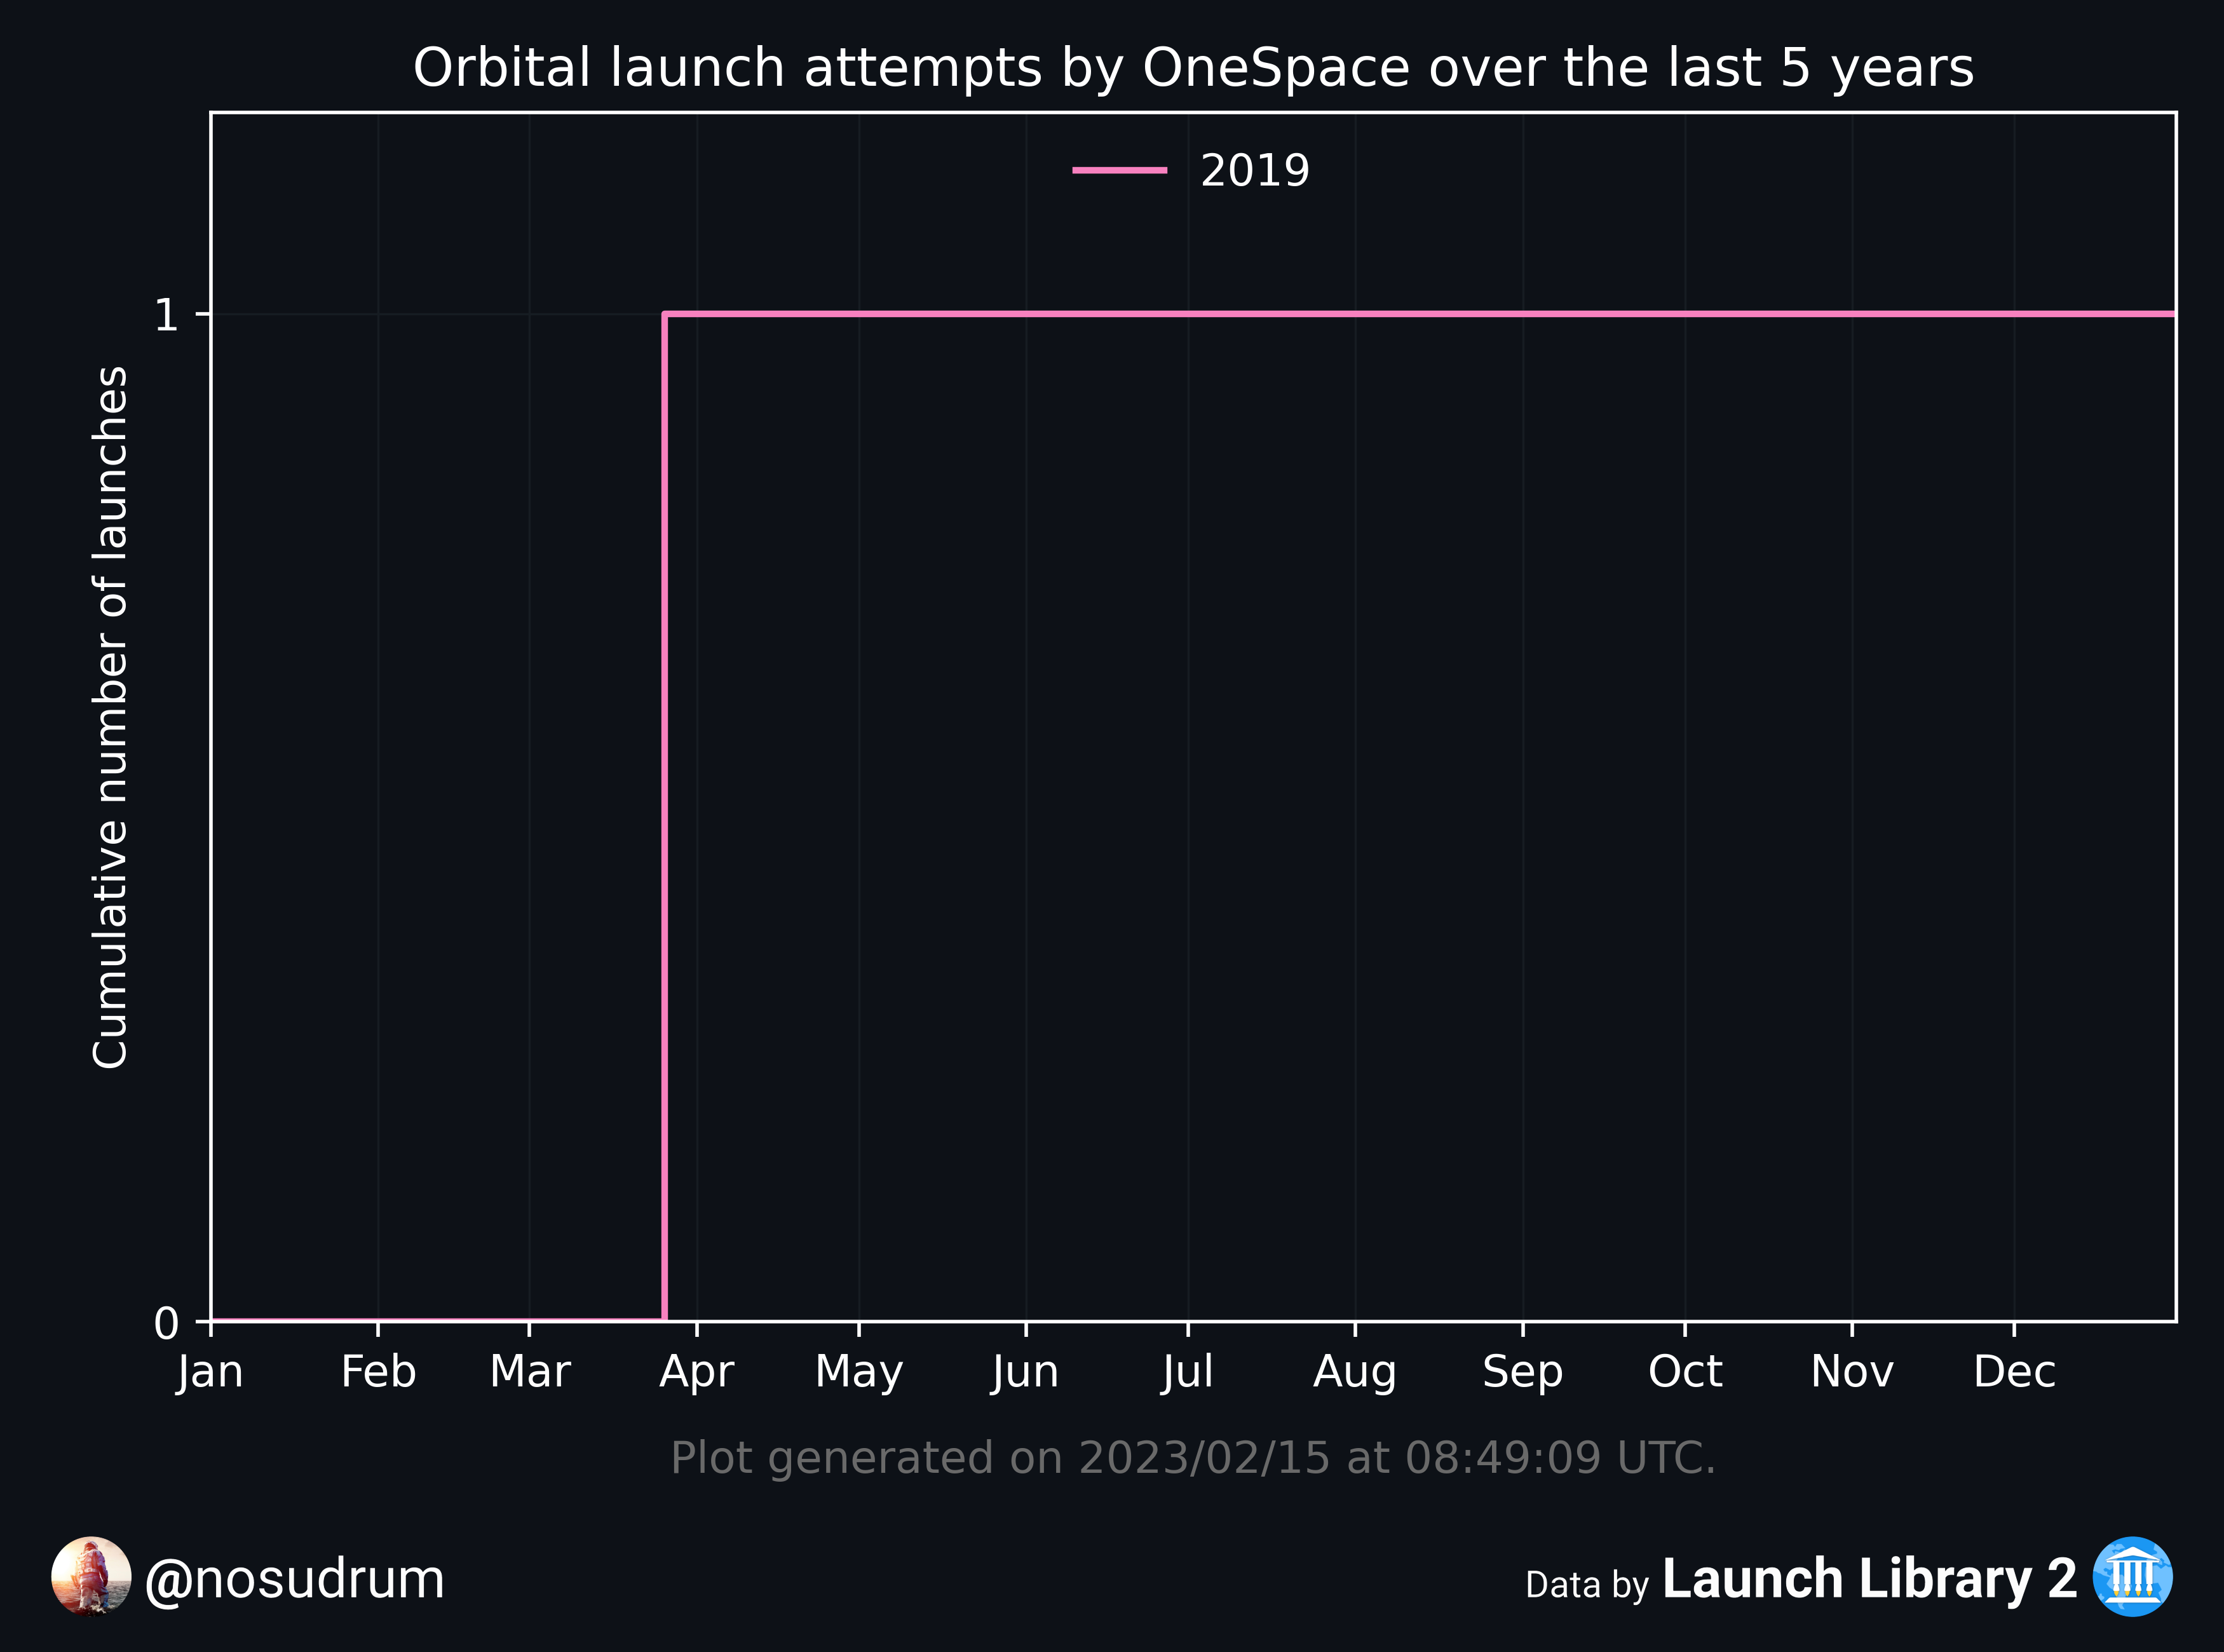 Orbital launch attempts by OneSpace over the last 5 years
2019
Cumulative number of launches
1
0
Jan Feb Mar Apr May Jun Jul Aug Sep Oct Nov Dec
Plot generated on 2023/02/15 at 08:49:09 UTC.
@nosudrum
Data by Launch Library 2